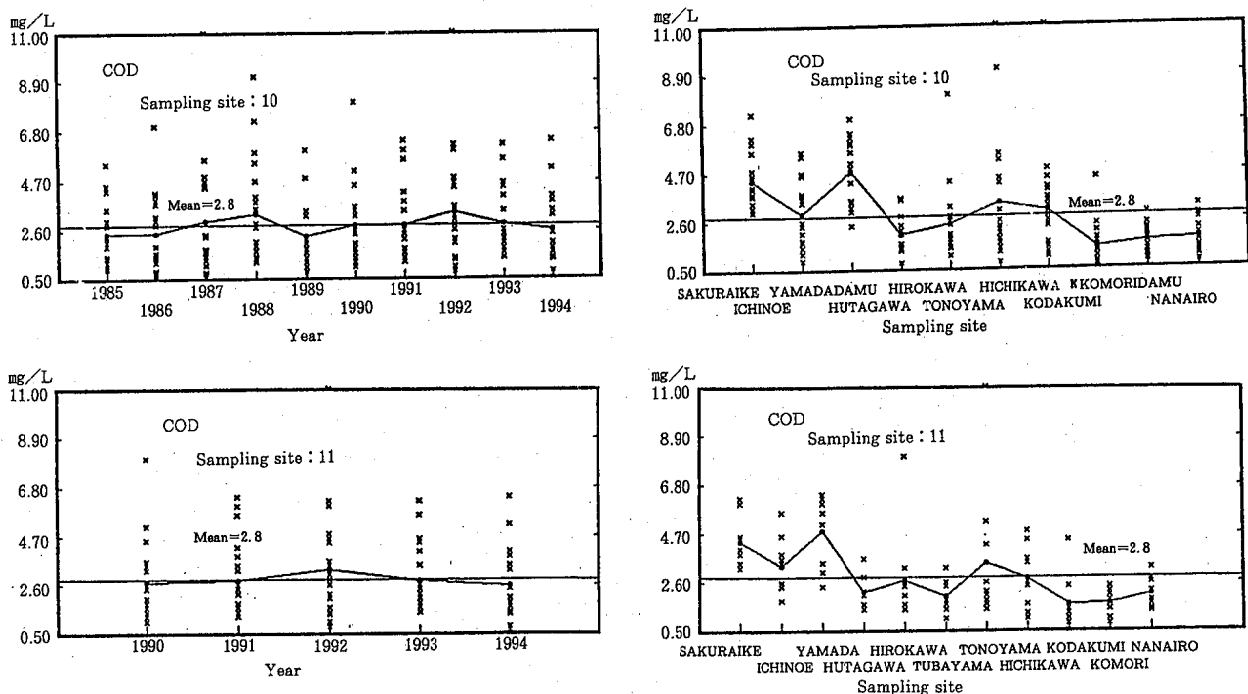 mg/L
11.00
8.90
6.80
4.70
2.60
0.50
COD
Sampling site : 10
Mean=2.8
1985 1987 1989 1991 1993
1986 1988 1990 1992 1994
Year
mg/L
11.00
8.90
6.80
4.70
2.60
0.50
COD
Sampling site : 10
Mean=2.8
SAKURAIKE YAMADADAMU HIROKAWA HICHIKAWA KOMORIDAMU
ICHINOE HUTAGAWA TONOYAMA KODAKUMI NANAIRO
Sampling site
mg/L
11.00
8.90
6.80
4.70
2.60
0.50
COD
Sampling site : 11
Mean=2.8
1990 1991 1992 1993 1994
Year
mg/L
11.00
8.90
6.80
4.70
2.60
0.50
COD
Sampling site : 11
Mean=2.8
SAKURAIKE YAMADA HIROKAWA TONOYAMA KODAKUMI NANAIRO
ICHINOE HUTAGAWA TUBAYAMA HICHIKAWA KOMORI
Sampling site